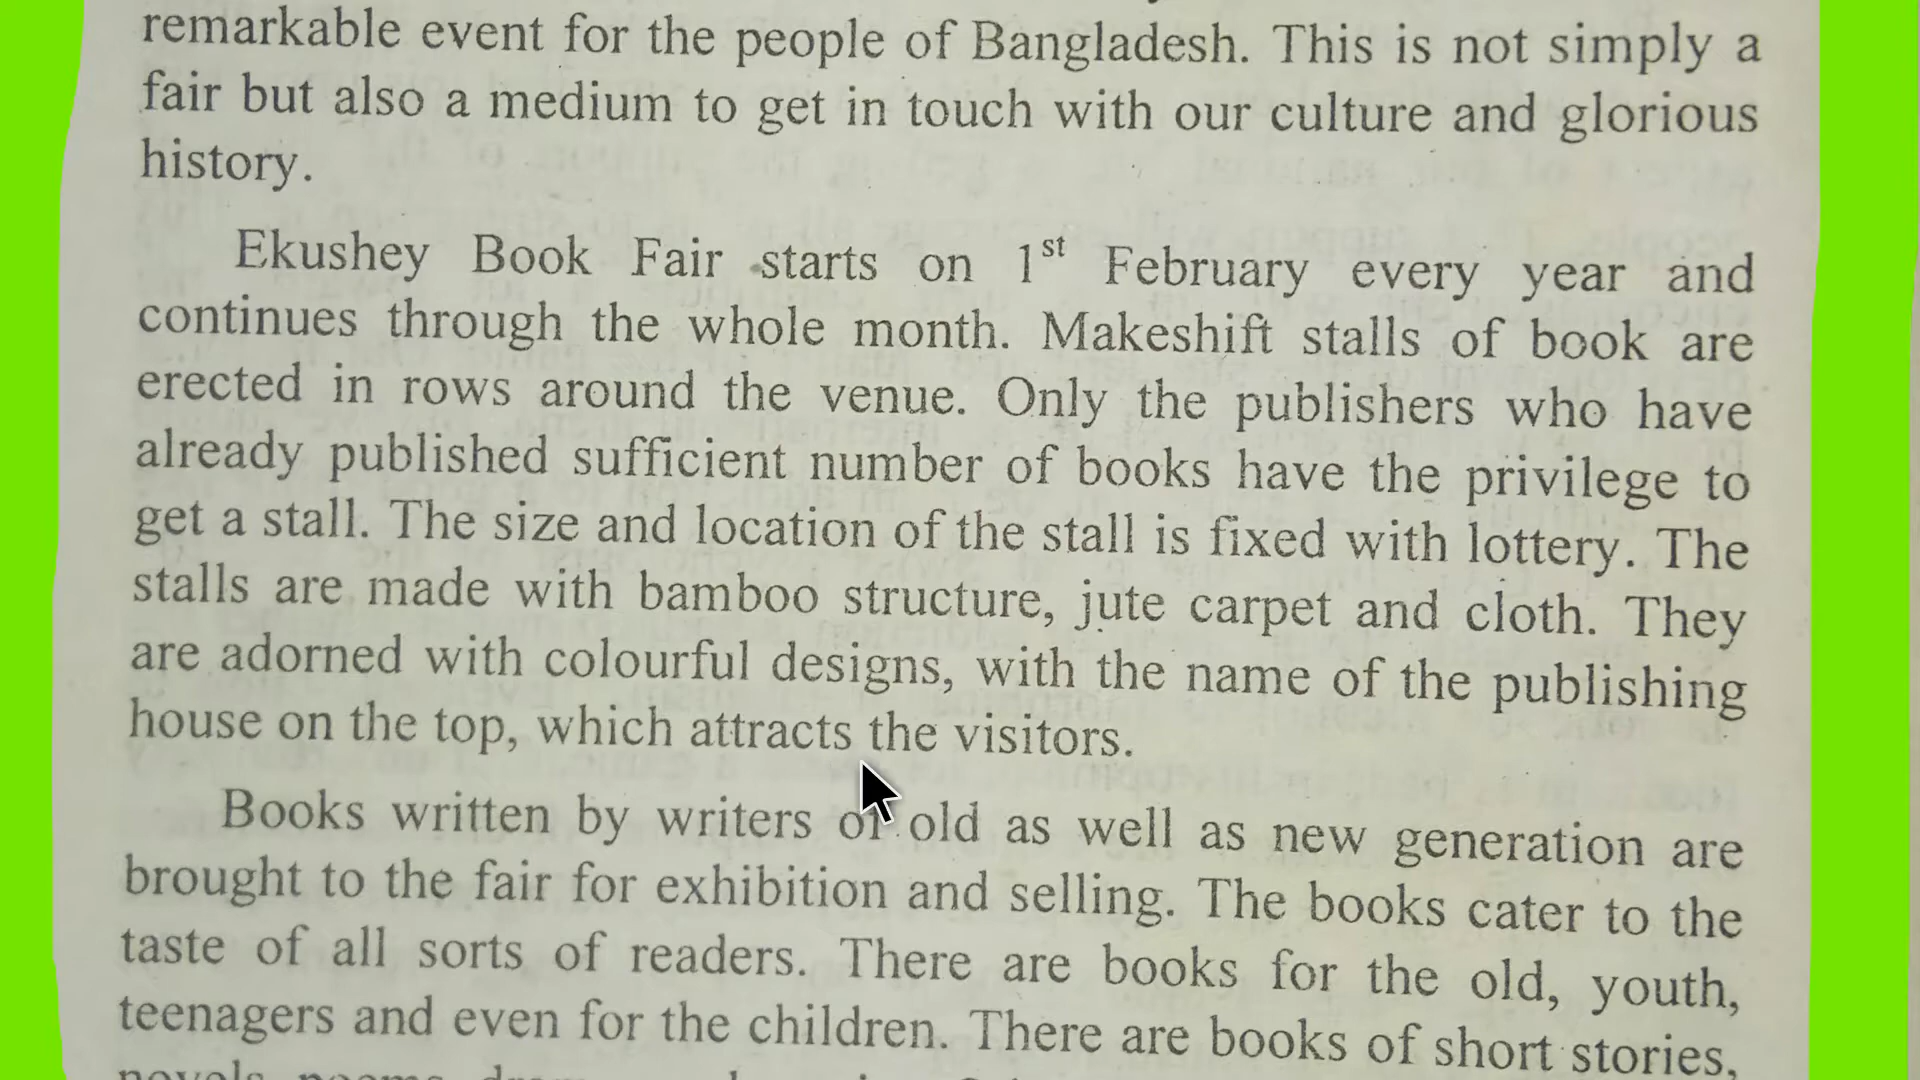 remarkable event for the people of Bangladesh. This is not simply a
fair but also a medium to get in touch with our culture and glorious
history.
Ekushey Book Fair starts on 1st February every year and
continues through the whole month. Makeshift stalls of book are
erected in rows around the venue. Only the publishers who have
already published sufficient number of books have the privilege to
get a stall. The size and location of the stall is fixed with lottery. The
stalls are made with bamboo structure, jute carpet and cloth. They
are adorned with colourful designs, with the name of the publishing
house on the top, which attracts the visitors.
Books written by writers of old as well as new generation are
brought to the fair for exhibition and selling. The books cater to the
taste of all sorts of readers. There are books for the old, youth,
teenagers and even for the children. There are books of short stories,